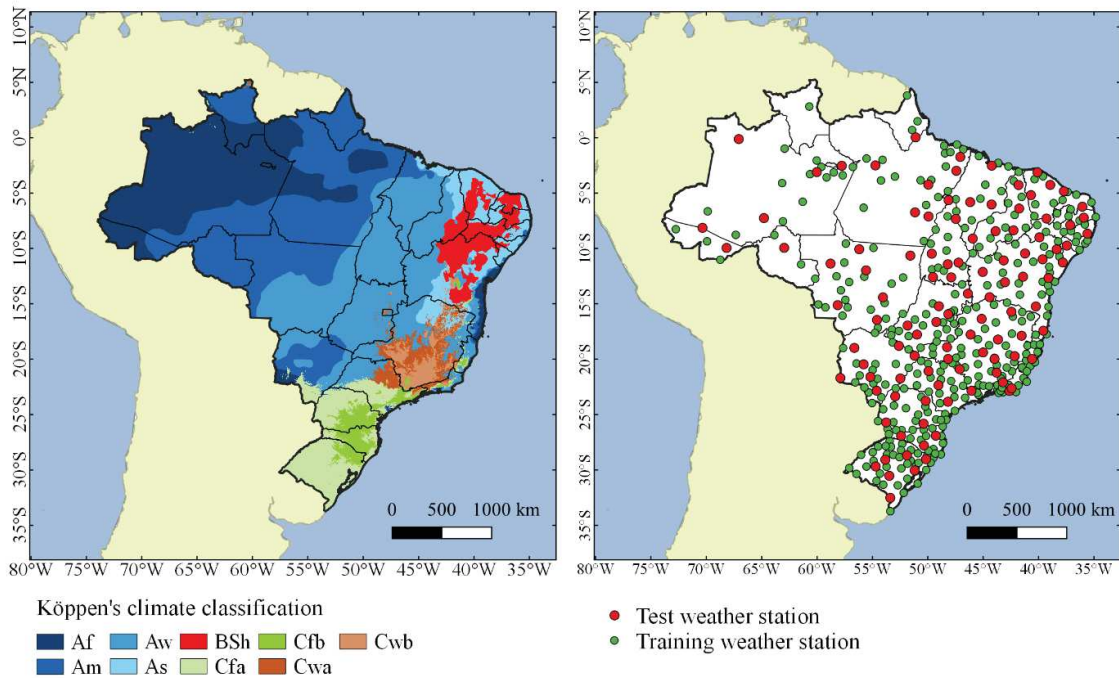 10°N
5°N
0°
5°S
10°S
15°S
20°S
25°S
30°S
35°S
0 500 1000 km
80°W 75°W 70°W 65°W 60°W 55°W 50°W 45°W 40°W 35°W
10°N
5°N
0°
5°S
10°S
15°S
20°S
25°S
30°S
35°S
0 500 1000 km
80°W 75°W 70°W 65°W 60°W 55°W 50°W 45°W 40°W 35°W
Köppen's climate classification
Af Aw BSh Cfb Cwb
Am As Cfa Cwa
Test weather station
Training weather station